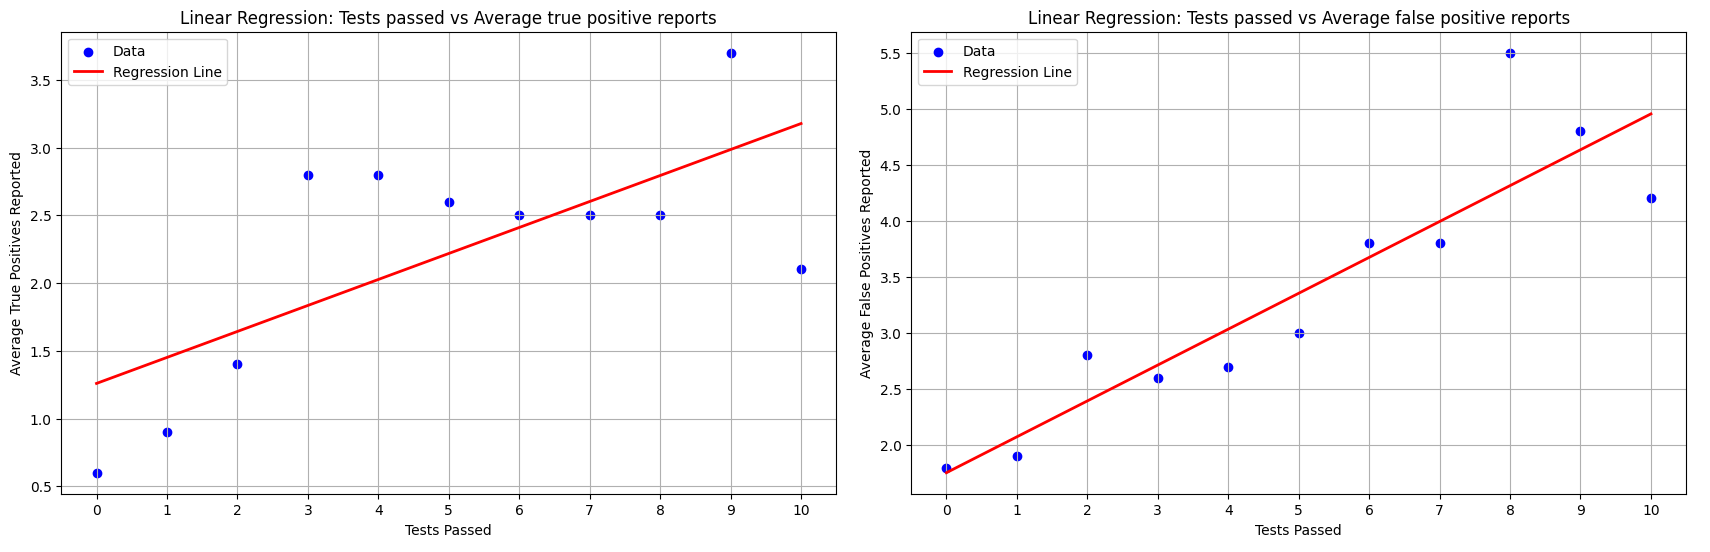 Linear Regression: Tests passed vs Average true positive reports
Data
Regression Line
Average True Positives Reported
3.5
3.0
2.5
2.0
1.5
1.0
0.5
0 1 2 3 4 5 6 7 8 9 10
Tests Passed
Linear Regression: Tests passed vs Average false positive reports
Data
Regression Line
Average False Positives Reported
5.5
5.0
4.5
4.0
3.5
3.0
2.5
2.0
0 1 2 3 4 5 6 7 8 9 10
Tests Passed